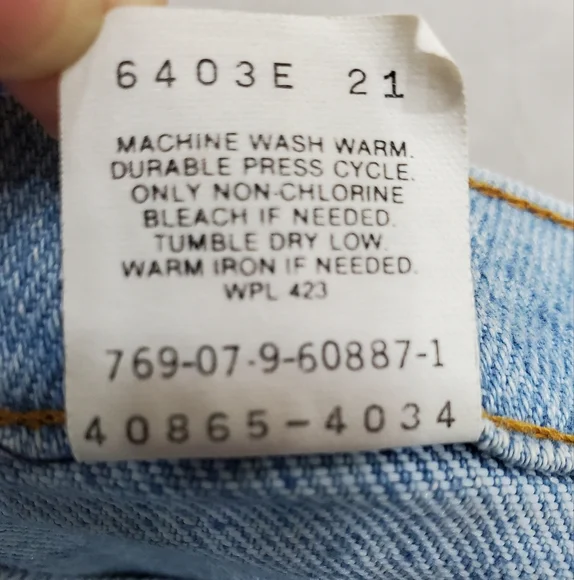 6403E 21
MACHINE WASH WARM.
DURABLE PRESS CYCLE.
ONLY NON-CHLORINE
BLEACH IF NEEDED.
TUMBLE DRY LOW.
WARM IRON IF NEEDED.
WPL 423
769-07-9-60887-1
40865-4034